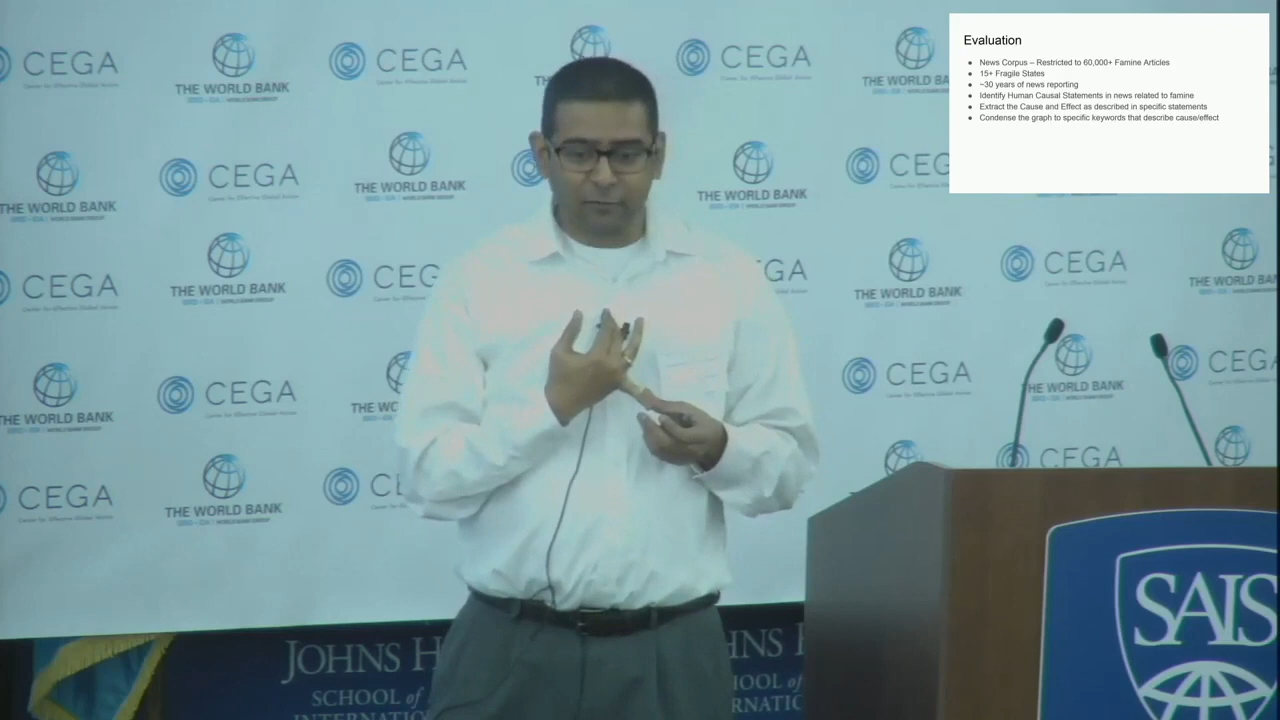 Evaluation
News Corpus – Restricted to 60,000+ Famine Articles
15+ Fragile States
~30 years of news reporting
Identify Human Causal Statements in news related to famine
Extract the Cause and Effect as described in specific statements
Condense the graph to specific keywords that describe cause/effect
CEGA
THE WORLD BANK
CEGA
CEGA
THE WORLD BANK
THE WORLD BANK
CEGA
THE WORLD BANK
THE WORLD BANK
CEGA
THE WORLD BANK
THE WORLD BANK
CEGA
THE WORLD BANK
CEGA
THE WORLD BANK
CEGA
CEGA
THE WORLD BANK
CEGA
CEGA
THE WORLD BANK
SAIS
JOHNS H
SCHOOL of
INTERNATIO